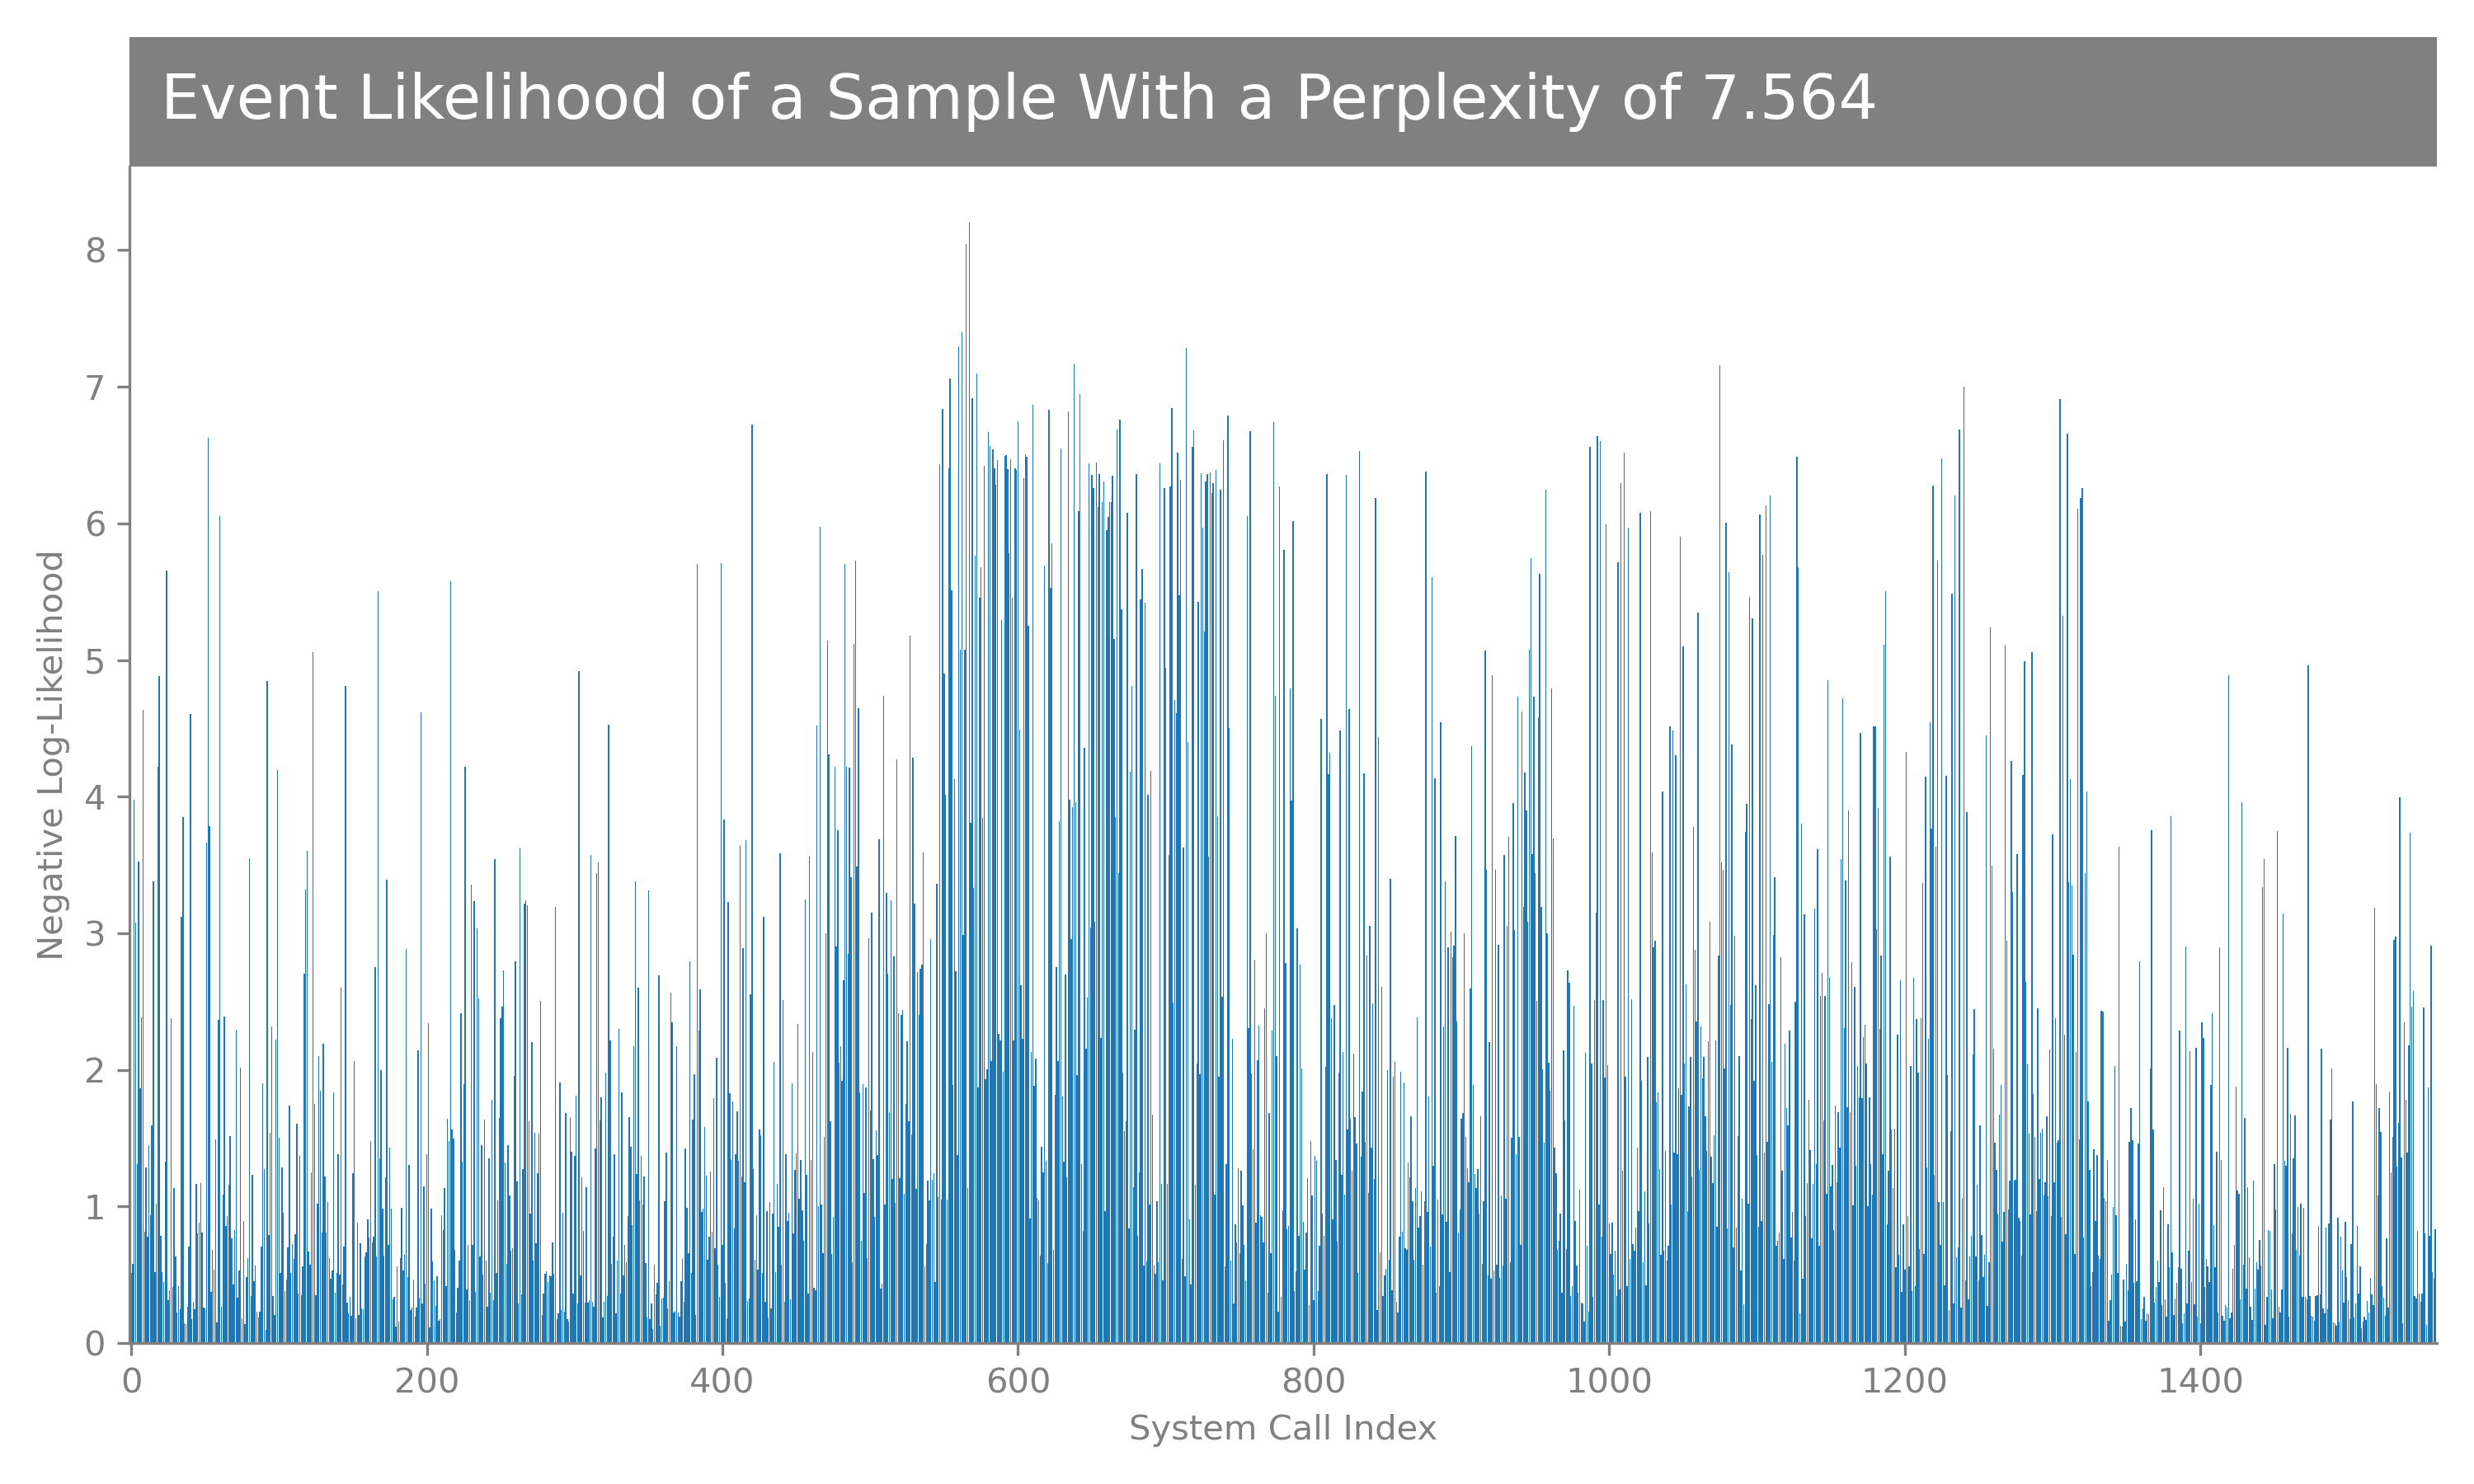 Event Likelihood of a Sample With a Perplexity of 7.564
8
7
6
5
4
3
2
1
0
Negative Log-Likelihood
0 200 400 600 800 1000 1200 1400
System Call Index